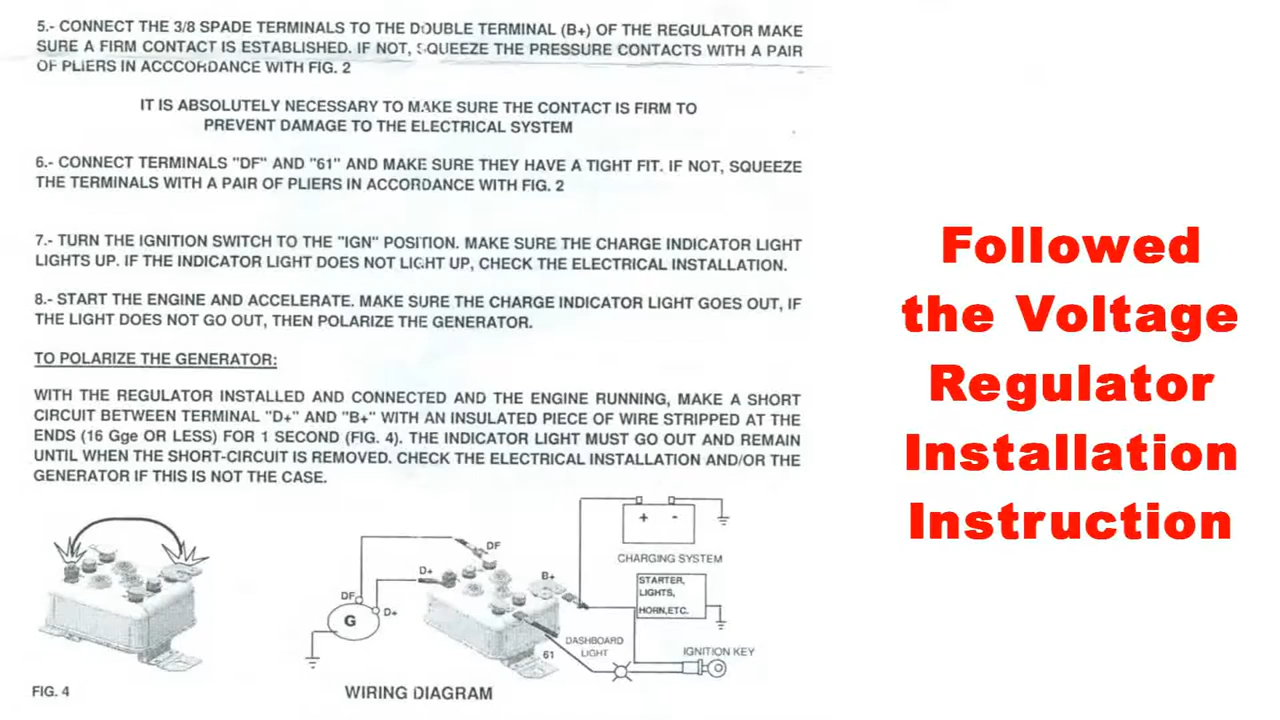 5.- CONNECT THE 3/8 SPADE TERMINALS TO THE DOUBLE TERMINAL (B+) OF THE REGULATOR MAKE
SURE A FIRM CONTACT IS ESTABLISHED. IF NOT, SQUEEZE THE PRESSURE CONTACTS WITH A PAIR
OF PLIERS IN ACCCORDANCE WITH FIG. 2
IT IS ABSOLUTELY NECESSARY TO MAKE SURE THE CONTACT IS FIRM TO
PREVENT DAMAGE TO THE ELECTRICAL SYSTEM
6.- CONNECT TERMINALS "DF" AND "61" AND MAKE SURE THEY HAVE A TIGHT FIT. IF NOT, SQUEEZE
THE TERMINALS WITH A PAIR OF PLIERS IN ACCORDANCE WITH FIG. 2
7.- TURN THE IGNITION SWITCH TO THE "IGN" POSITION. MAKE SURE THE CHARGE INDICATOR LIGHT
LIGHTS UP. IF THE INDICATOR LIGHT DOES NOT LIGHT UP, CHECK THE ELECTRICAL INSTALLATION.
8.- START THE ENGINE AND ACCELERATE. MAKE SURE THE CHARGE INDICATOR LIGHT GOES OUT, IF
THE LIGHT DOES NOT GO OUT, THEN POLARIZE THE GENERATOR.
TO POLARIZE THE GENERATOR:
WITH THE REGULATOR INSTALLED AND CONNECTED AND THE ENGINE RUNNING, MAKE A SHORT
CIRCUIT BETWEEN TERMINAL "D+" AND "B+" WITH AN INSULATED PIECE OF WIRE STRIPPED AT THE
ENDS (16 Gge OR LESS) FOR 1 SECOND (FIG. 4). THE INDICATOR LIGHT MUST GO OUT AND REMAIN
UNTIL WHEN THE SHORT-CIRCUIT IS REMOVED. CHECK THE ELECTRICAL INSTALLATION AND/OR THE
GENERATOR IF THIS IS NOT THE CASE.
+ -
CHARGING SYSTEM
DF
D+
B+
STARTER,
LIGHTS,
HORN,ETC.
DF
D+
G
DASHBOARD
LIGHT
61
IGNITION KEY
FIG. 4
WIRING DIAGRAM
Followed
the Voltage
Regulator
Installation
Instruction